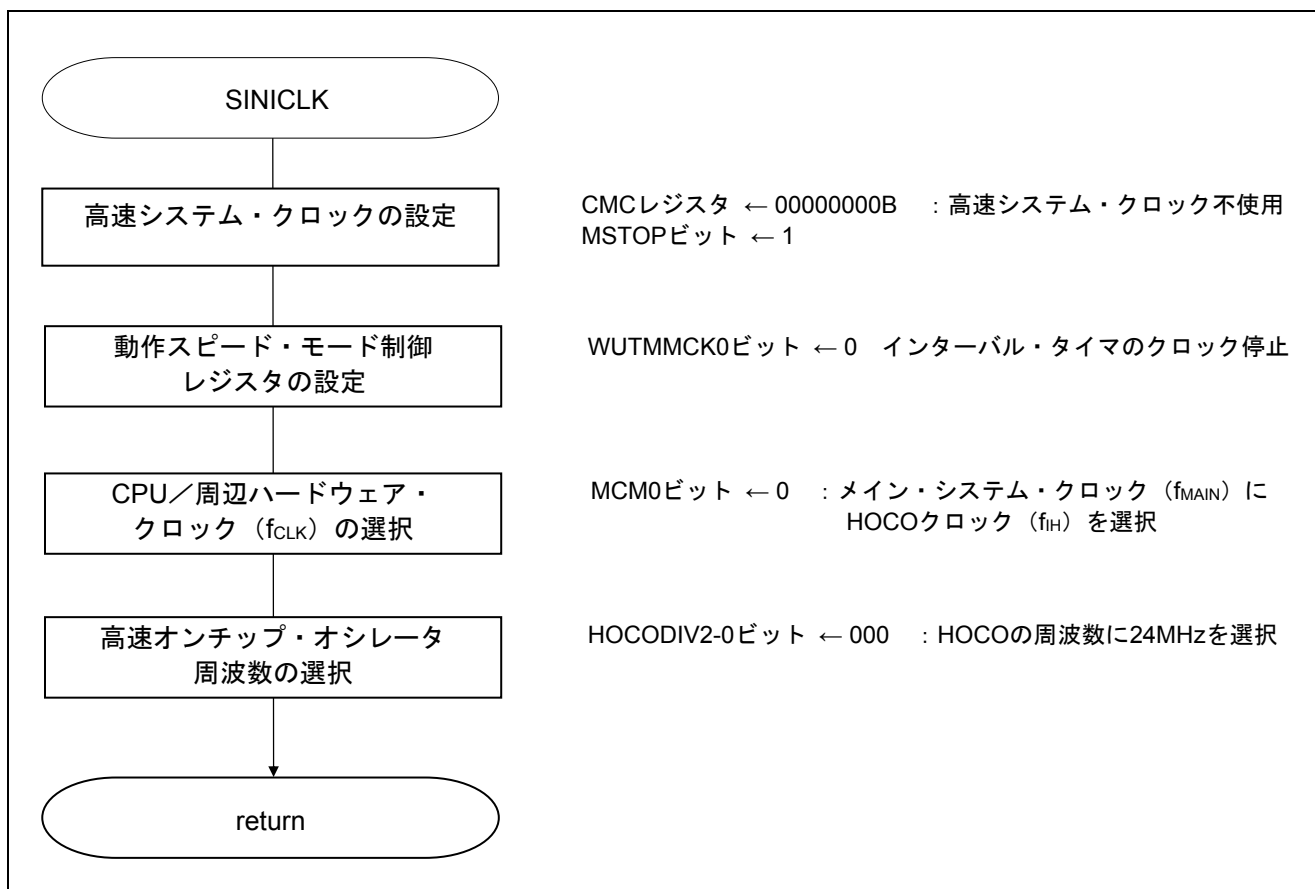 SINICLK
高速システム・クロックの設定
CMCレジスタ ← 00000000B ：高速システム・クロック不使用
MSTOPビット ← 1
動作スピード・モード制御
レジスタの設定
WUTMMCK0ビット ← 0 インターバル・タイマのクロック停止
CPU／周辺ハードウェア・
クロック（fCLK）の選択
MCM0ビット ← 0 ：メイン・システム・クロック（fMAIN）に
HOCOクロック（fIH）を選択
高速オンチップ・オシレータ
周波数の選択
HOCODIV2-0ビット ← 000 ：HOCOの周波数に24MHzを選択
return